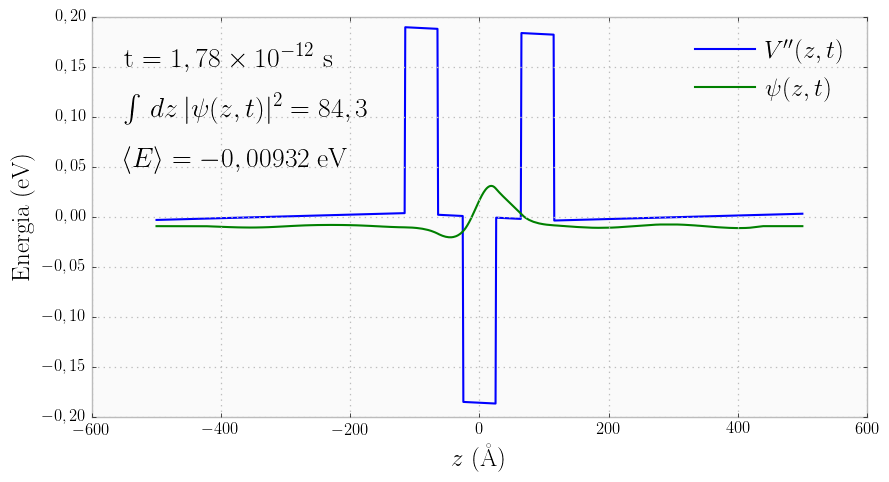 0,20
0,15
0,10
0,05
0,00
−0,05
−0,10
−0,15
−0,20
Energia (eV)
t = 1,78 × 10⁻¹² s
∫ dz |ψ(z, t)|² = 84,3
⟨E⟩ = −0,00932 eV
V″(z, t)
ψ(z, t)
−600 −400 −200 0 200 400 600
z (Å)